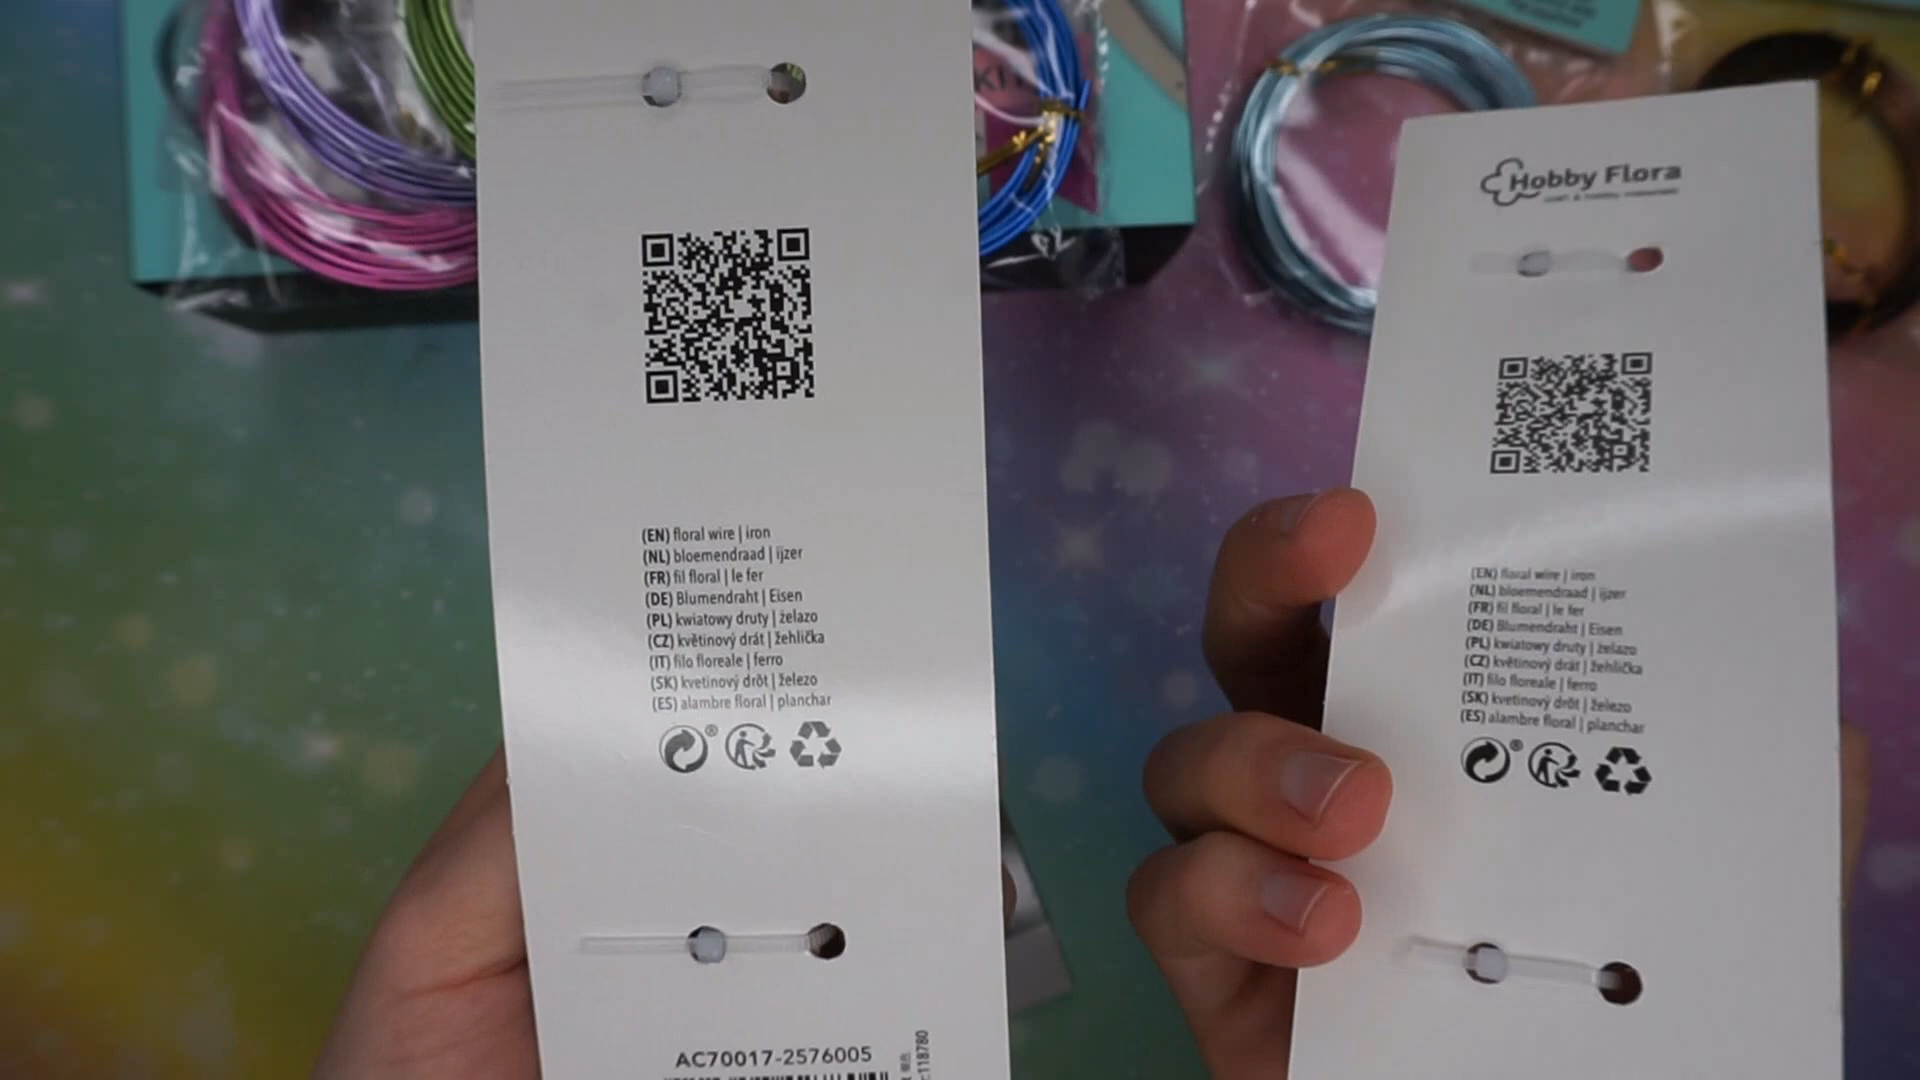 (EN) floral wire | iron
(NL) bloemendraad | ijzer
(FR) fil floral | le fer
(DE) Blumendraht | Eisen
(PL) kwiatowy druty | żelazo
(CZ) květinový drát | žehlička
(IT) filo floreale | ferro
(SK) kvetinový drôt | železo
(ES) alambre floral | planchar
®
AC70017-2576005
:118780
Hobby Flora
(EN) floral wire | iron
(NL) bloemendraad | ijzer
(FR) fil floral | le fer
(DE) Blumendraht | Eisen
(PL) kwiatowy druty | żelazo
(CZ) květinový drát | žehlička
(IT) filo floreale | ferro
(SK) kvetinový drôt | železo
(ES) alambre floral | planchar
®